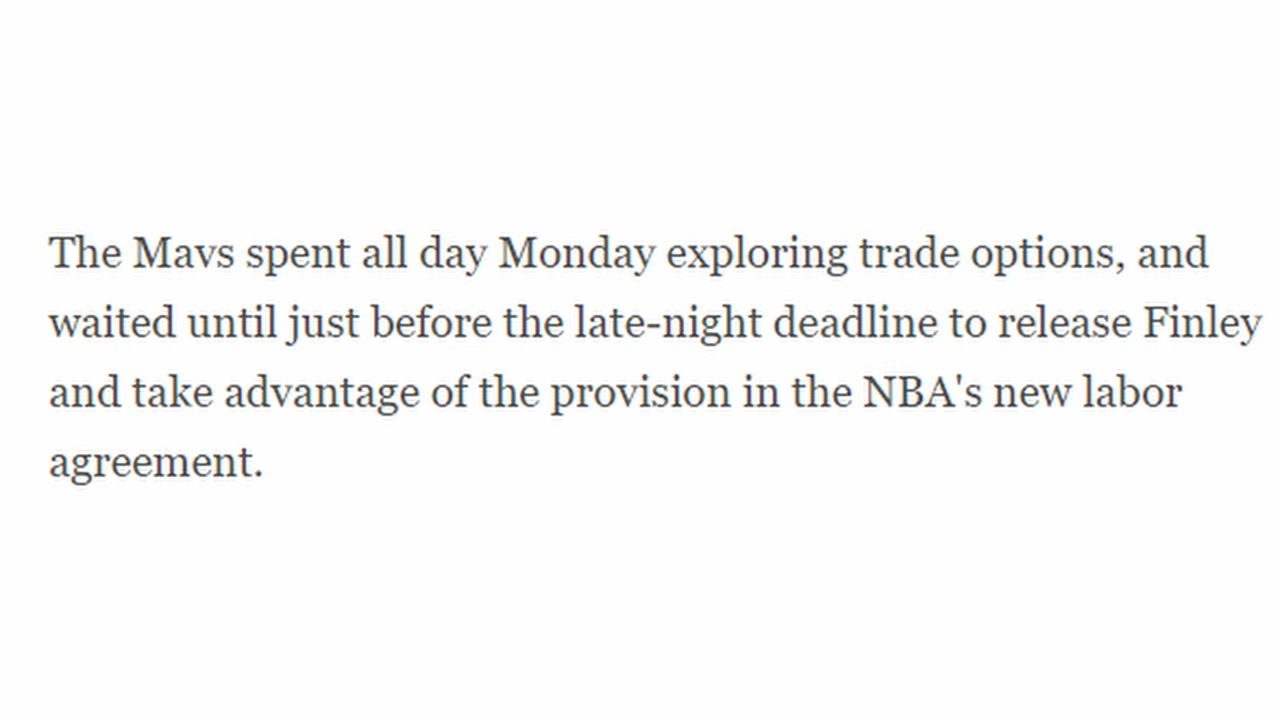 The Mavs spent all day Monday exploring trade options, and
waited until just before the late-night deadline to release Finley
and take advantage of the provision in the NBA's new labor
agreement.